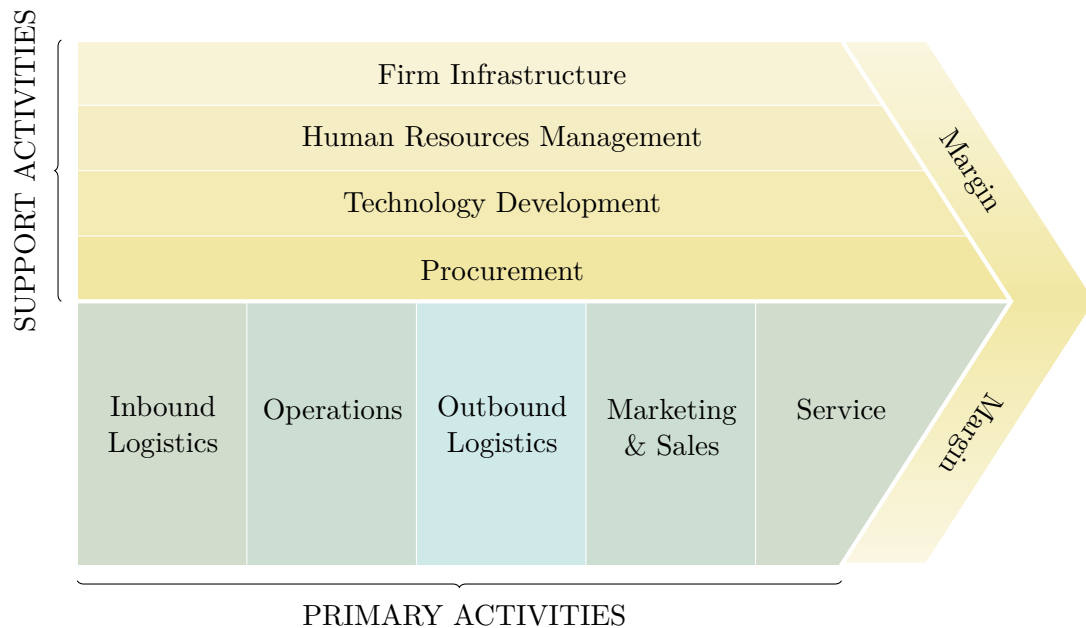 SUPPORT ACTIVITIES
Firm Infrastructure
Human Resources Management
Technology Development
Procurement
Margin
Inbound
Logistics
Operations
Outbound
Logistics
Marketing
& Sales
Service
Margin
PRIMARY ACTIVITIES